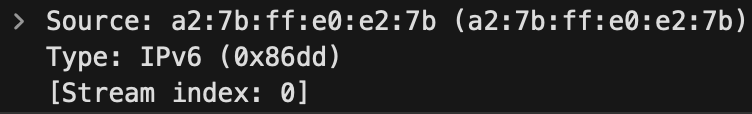 Source: a2:7b:ff:e0:e2:7b (a2:7b:ff:e0:e2:7b)
Type: IPv6 (0x86dd)
[Stream index: 0]